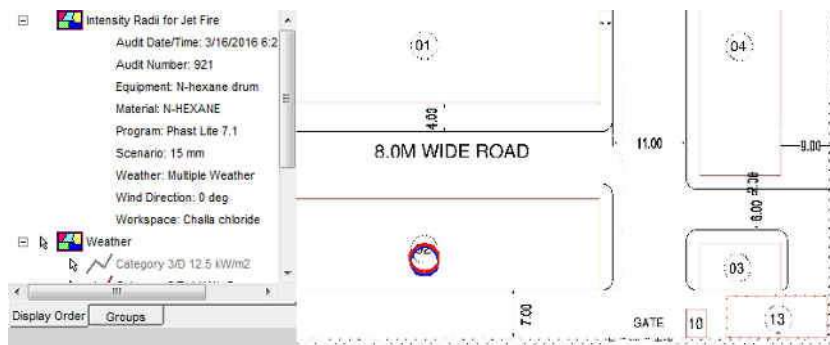 Intensity Radii for Jet Fire
Audit Date/Time: 3/16/2016 6:2
Audit Number: 921
Equipment: N-hexane drum
Material: N-HEXANE
Program: Phast Lite 7.1
Scenario: 15 mm
Weather: Multiple Weather
Wind Direction: 0 deg
Workspace: Challa chloride
Weather
Category 3/D 12.5 kW/m2
Display Order
Groups
01
04
4.00
8.0M WIDE ROAD
11.00
9.00
6.00
02
03
7.00
GATE
10
13